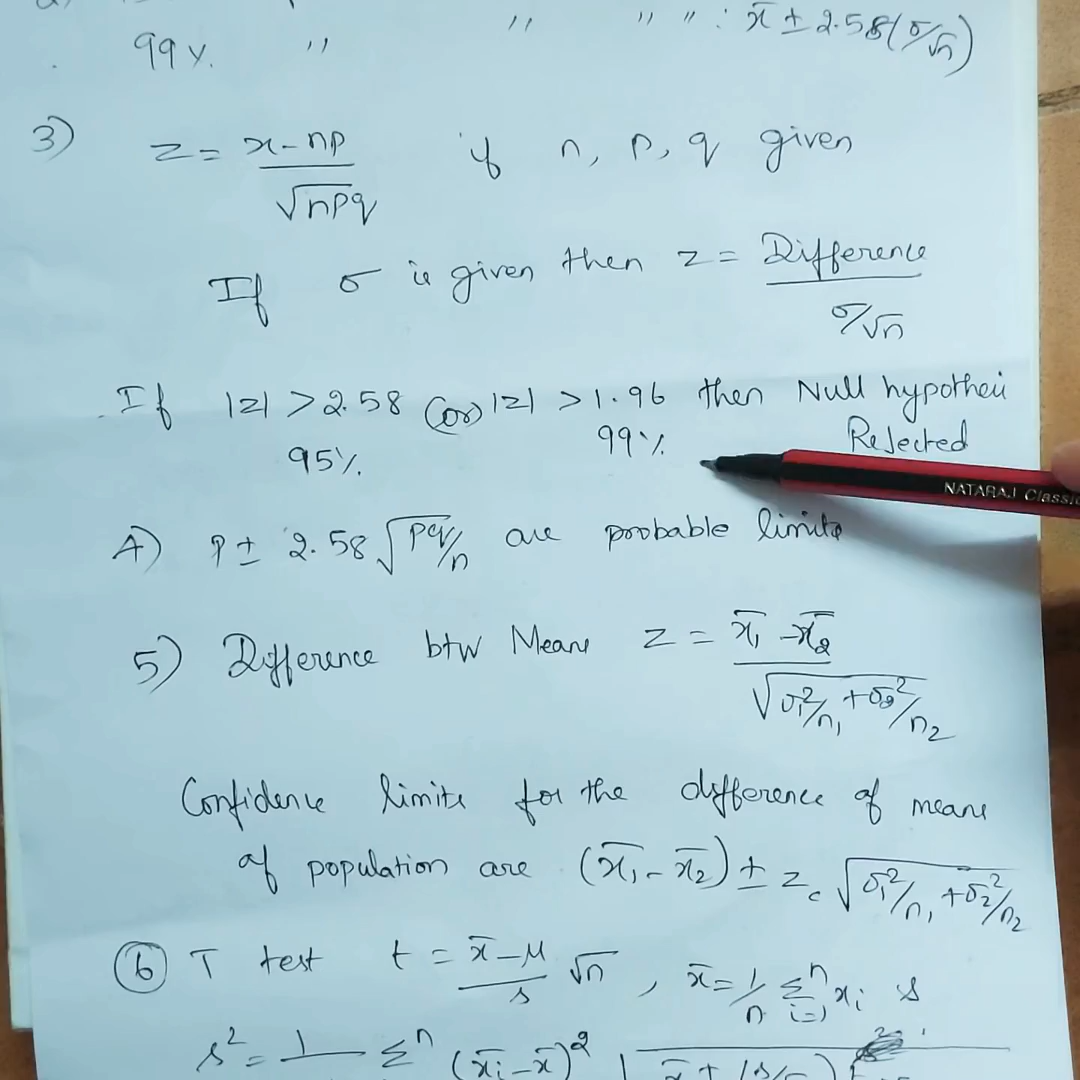 " " " : x̄ ± 2.58(σ/√n)
99%. "
3) z = x-np/√npq if n, p, q given
If σ is given then z = Difference/σ/√n
If |z| > 2.58 (or) |z| > 1.96 then Null hypothesis
95%. 99% Rejected
NATARAJ Classic
4) p ± 2.58 √pq/n are probable limits
5) Difference btw Means z = x̄₁ - x̄₂/√σ₁²/n₁ + σ₂²/n₂
Confidence limits for the difference of means
of population are (x̄₁ - x̄₂) ± z_c √σ₁²/n₁ + σ₂²/n₂
⑥ T test t = x̄-μ/s √n , x̄ = 1/n Σⁿᵢ₌₁ xᵢ &
s² = 1 Σⁿ (x̄ᵢ - x̄)²